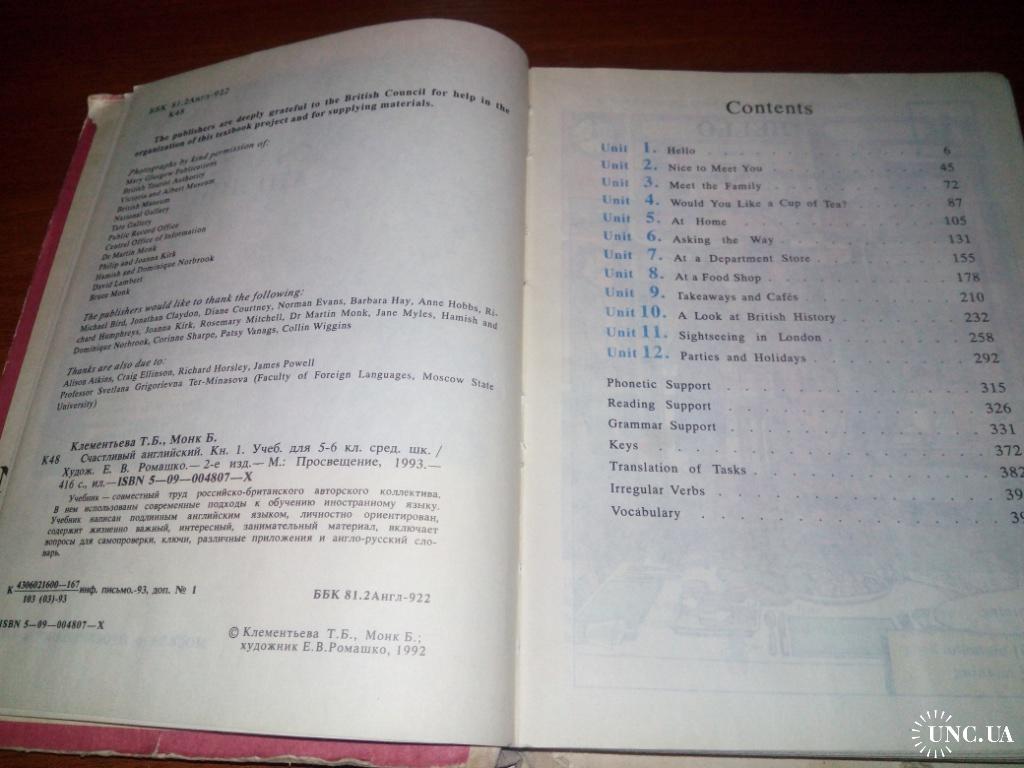 ББК 81.2Англ-922
К48
The publishers are deeply grateful to the British Council for help in the
organization of this textbook project and for supplying materials.
Photographs by kind permission of:
Mary Glasgow Publications
British Tourist Authority
Victoria and Albert Museum
British Museum
National Gallery
Tate Gallery
Public Record Office
Central Office of Information
Dr Martin Monk
Philip and Joanna Kirk
Hamish and Dominique Norbrook
David Lambert
Bruce Monk
The publishers would like to thank the following:
Michael Bird, Jonathan Claydon, Diane Courtney, Norman Evans, Barbara Hay, Anne Hobbs, Ri-
chard Humphreys, Joanna Kirk, Rosemary Mitchell, Dr Martin Monk, Jane Myles, Hamish and
Dominique Norbrook, Corinne Sharpe, Patsy Vanags, Collin Wiggins
Thanks are also due to:
Alison Atkins, Craig Ellinson, Richard Horsley, James Powell
Professor Svetlana Grigorievna Ter-Minasova (Faculty of Foreign Languages, Moscow State
University)
Клементьева Т.Б., Монк Б.
К48 Счастливый английский. Кн. 1. Учеб. для 5-6 кл. сред. шк. /
Худож. Е. В. Ромашко.— 2-е изд.— М.: Просвещение, 1993.—
416 с., ил.—ISBN 5—09—004807—X
Учебник — совместный труд российско-британского авторского коллектива.
В нем использованы современные подходы к обучению иностранному языку.
Учебник написан подлинным английским языком, личностно ориентирован,
содержит жизненно важный, интересный, занимательный материал, включает
вопросы для самопроверки, ключи, различные приложения и англо-русский сло-
варь.
К 4306021600—167 инф. письмо.-93, доп. № 1
103 (03)-93
ББК 81.2Англ-922
ISBN 5—09—004807—X
© Клементьева Т.Б., Монк Б.;
художник Е.В.Ромашко, 1992
Contents
Unit 1. Hello 6
Unit 2. Nice to Meet You 45
Unit 3. Meet the Family 72
Unit 4. Would You Like a Cup of Tea? 87
Unit 5. At Home 105
Unit 6. Asking the Way 131
Unit 7. At a Department Store 155
Unit 8. At a Food Shop 178
Unit 9. Takeaways and Cafés 210
Unit 10. A Look at British History 232
Unit 11. Sightseeing in London 258
Unit 12. Parties and Holidays 292
Phonetic Support 315
Reading Support 326
Grammar Support 331
Keys 372
Translation of Tasks 382
Irregular Verbs
Vocabulary
UNC.UA